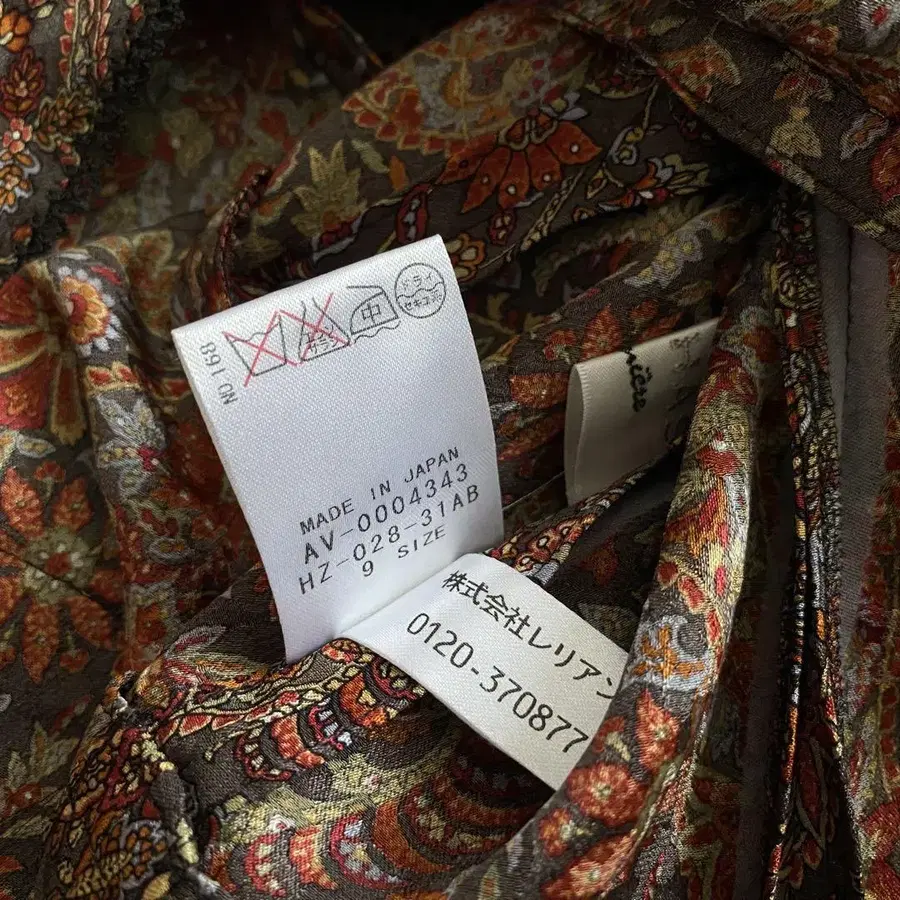 中
ドライ
セキユ系
NO 168
MADE IN JAPAN
AV-0004343
HZ-028-31AB
9 SIZE
株式会社レリアン
0120-370877
mière